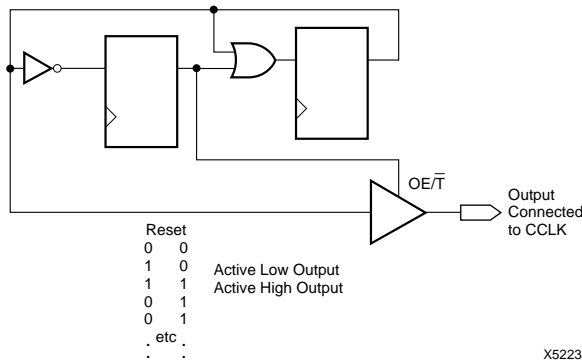 OE/T̅
Output
Connected
to CCLK
Reset
0 0
1 0
1 1
0 1
0 1
. etc .
. .
Active Low Output
Active High Output
X5223